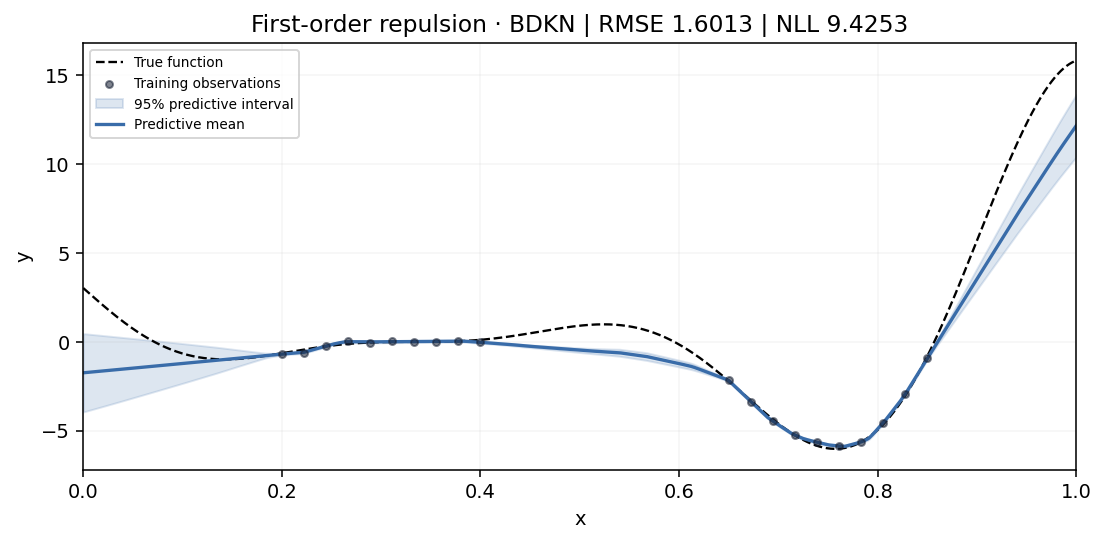 First-order repulsion · BDKN | RMSE 1.6013 | NLL 9.4253
True function
Training observations
95% predictive interval
Predictive mean
y
15
10
5
0
−5
0.0
0.2
0.4
0.6
0.8
1.0
x